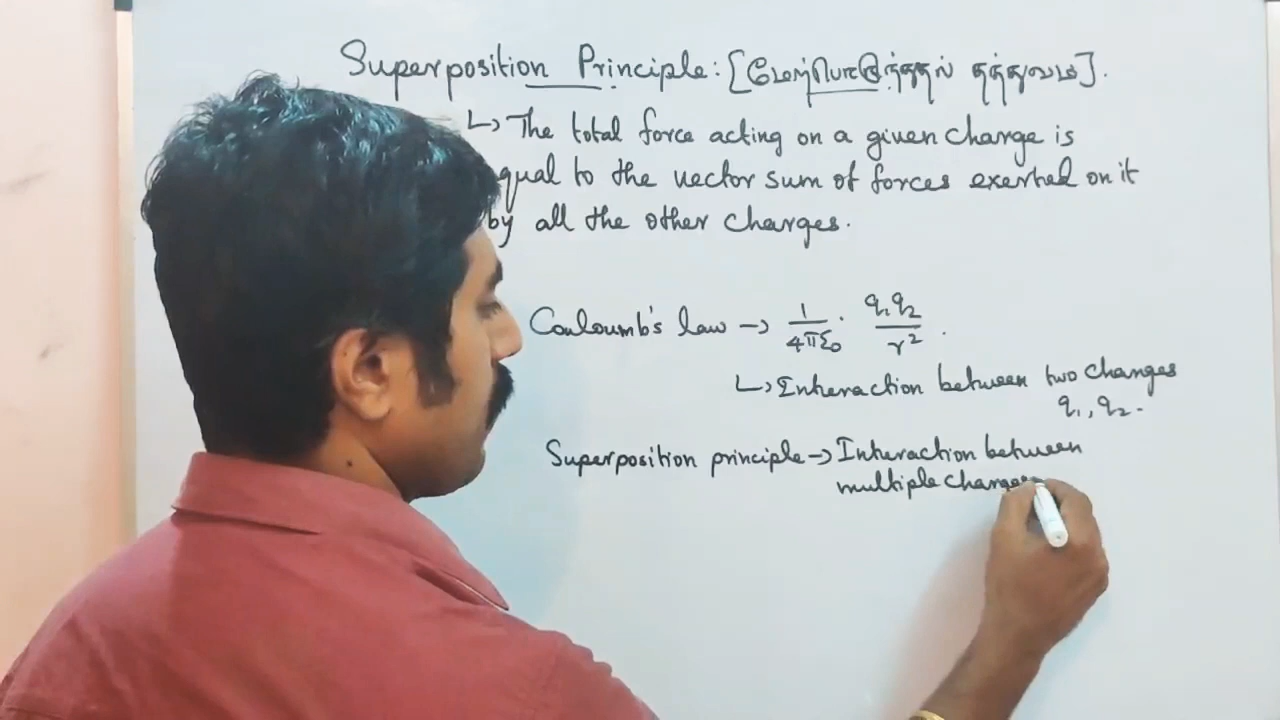 Superposition Principle: [மேற்பொருந்துதல் தத்துவம்].
↳ The total force acting on a given charge is
qual to the vector sum of forces exerted on it
by all the other charges.
Couloumb's law → 1/4πε₀ · q₁q₂/r² .
↳ Interaction between two charges
q₁, q₂.
Superposition principle → Interaction between
multiple charges